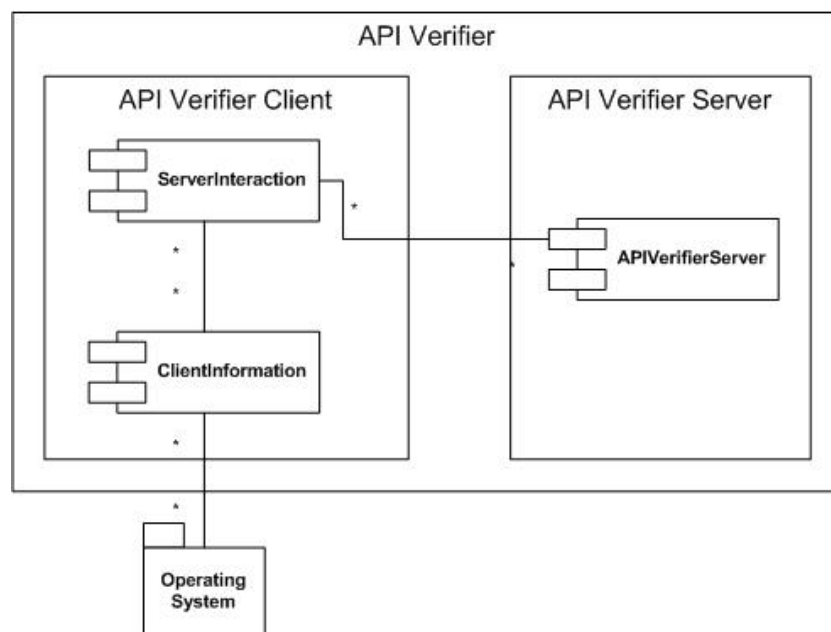 API Verifier
API Verifier Client
API Verifier Server
ServerInteraction
*
*
*
APIVerifierServer
*
*
ClientInformation
*
*
Operating
System